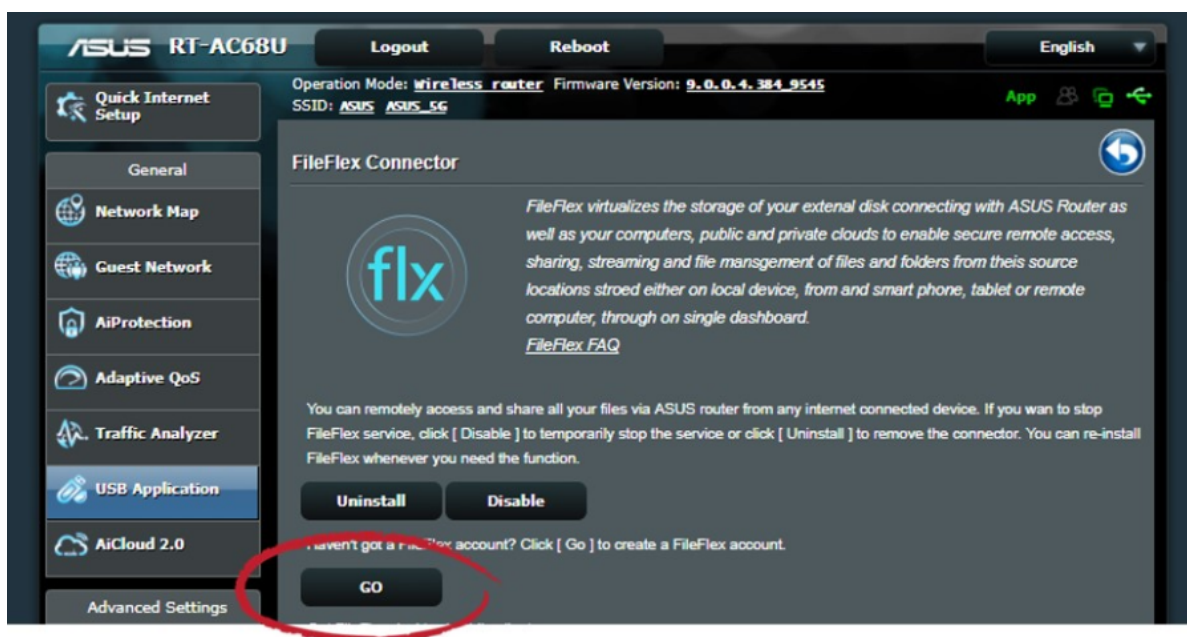 ASUS RT-AC68U Logout Reboot English
Quick Internet Setup
Operation Mode: Wireless router Firmware Version: 9.0.0.4.384_9545
SSID: ASUS ASUS_5G
App
General
Network Map
Guest Network
AiProtection
Adaptive QoS
Traffic Analyzer
USB Application
AiCloud 2.0
Advanced Settings
FileFlex Connector
flx
FileFlex virtualizes the storage of your extenal disk connecting with ASUS Router as
well as your computers, public and private clouds to enable secure remote access,
sharing, streaming and file mansgement of files and folders from theis source
locations stroed either on local device, from and smart phone, tablet or remote
computer, through on single dashboard.
FileFlex FAQ
You can remotely access and share all your files via ASUS router from any internet connected device. If you wan to stop
FileFlex service, click [ Disable ] to temporarily stop the service or click [ Uninstall ] to remove the connector. You can re-install
FileFlex whenever you need the function.
Uninstall Disable
Haven't got a FileFlex account? Click [ Go ] to create a FileFlex account.
GO